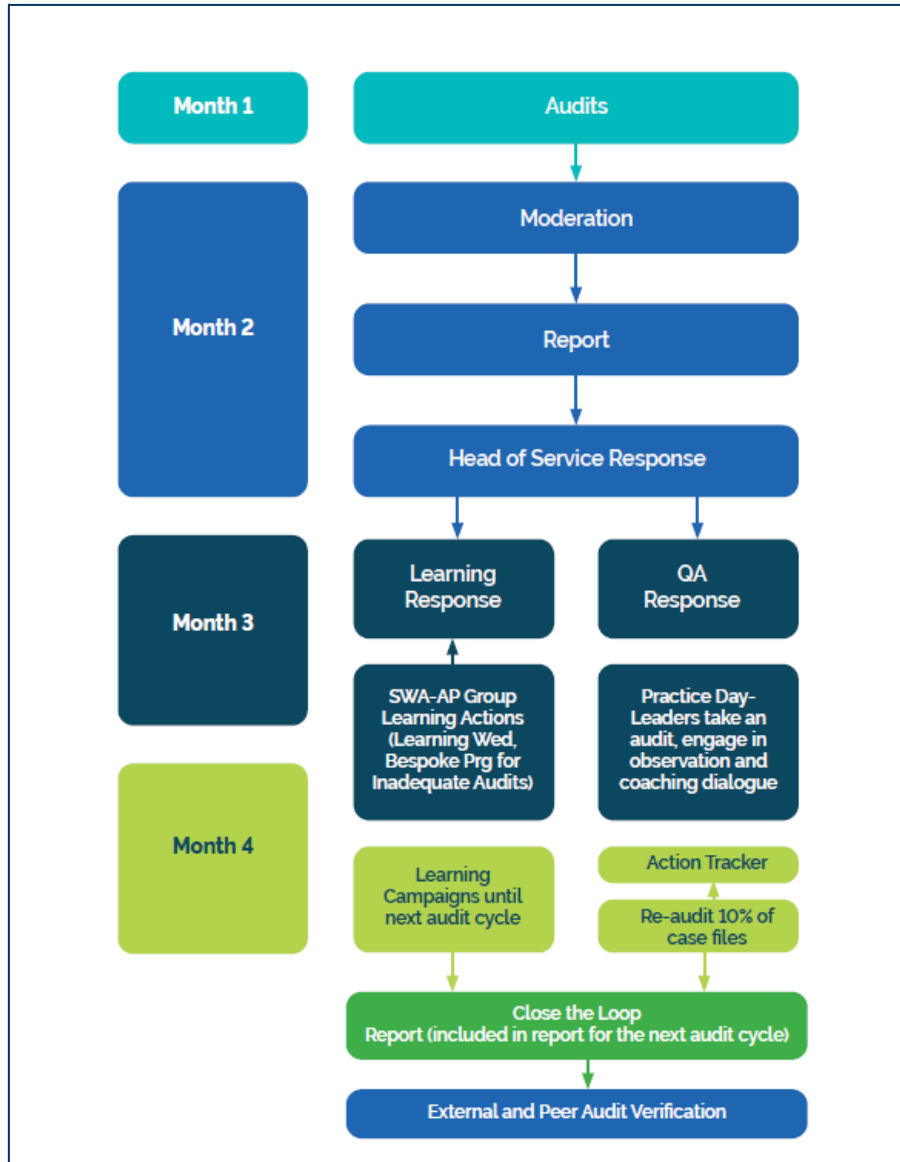 Month 1
Audits
Month 2
Moderation
Report
Head of Service Response
Month 3
Learning
Response
QA
Response
SWA-AP Group
Learning Actions
(Learning Wed,
Bespoke Prg for
Inadequate Audits)
Practice Day-
Leaders take an
audit, engage in
observation and
coaching dialogue
Month 4
Learning
Campaigns until
next audit cycle
Action Tracker
Re-audit 10% of
case files
Close the Loop
Report (included in report for the next audit cycle)
External and Peer Audit Verification